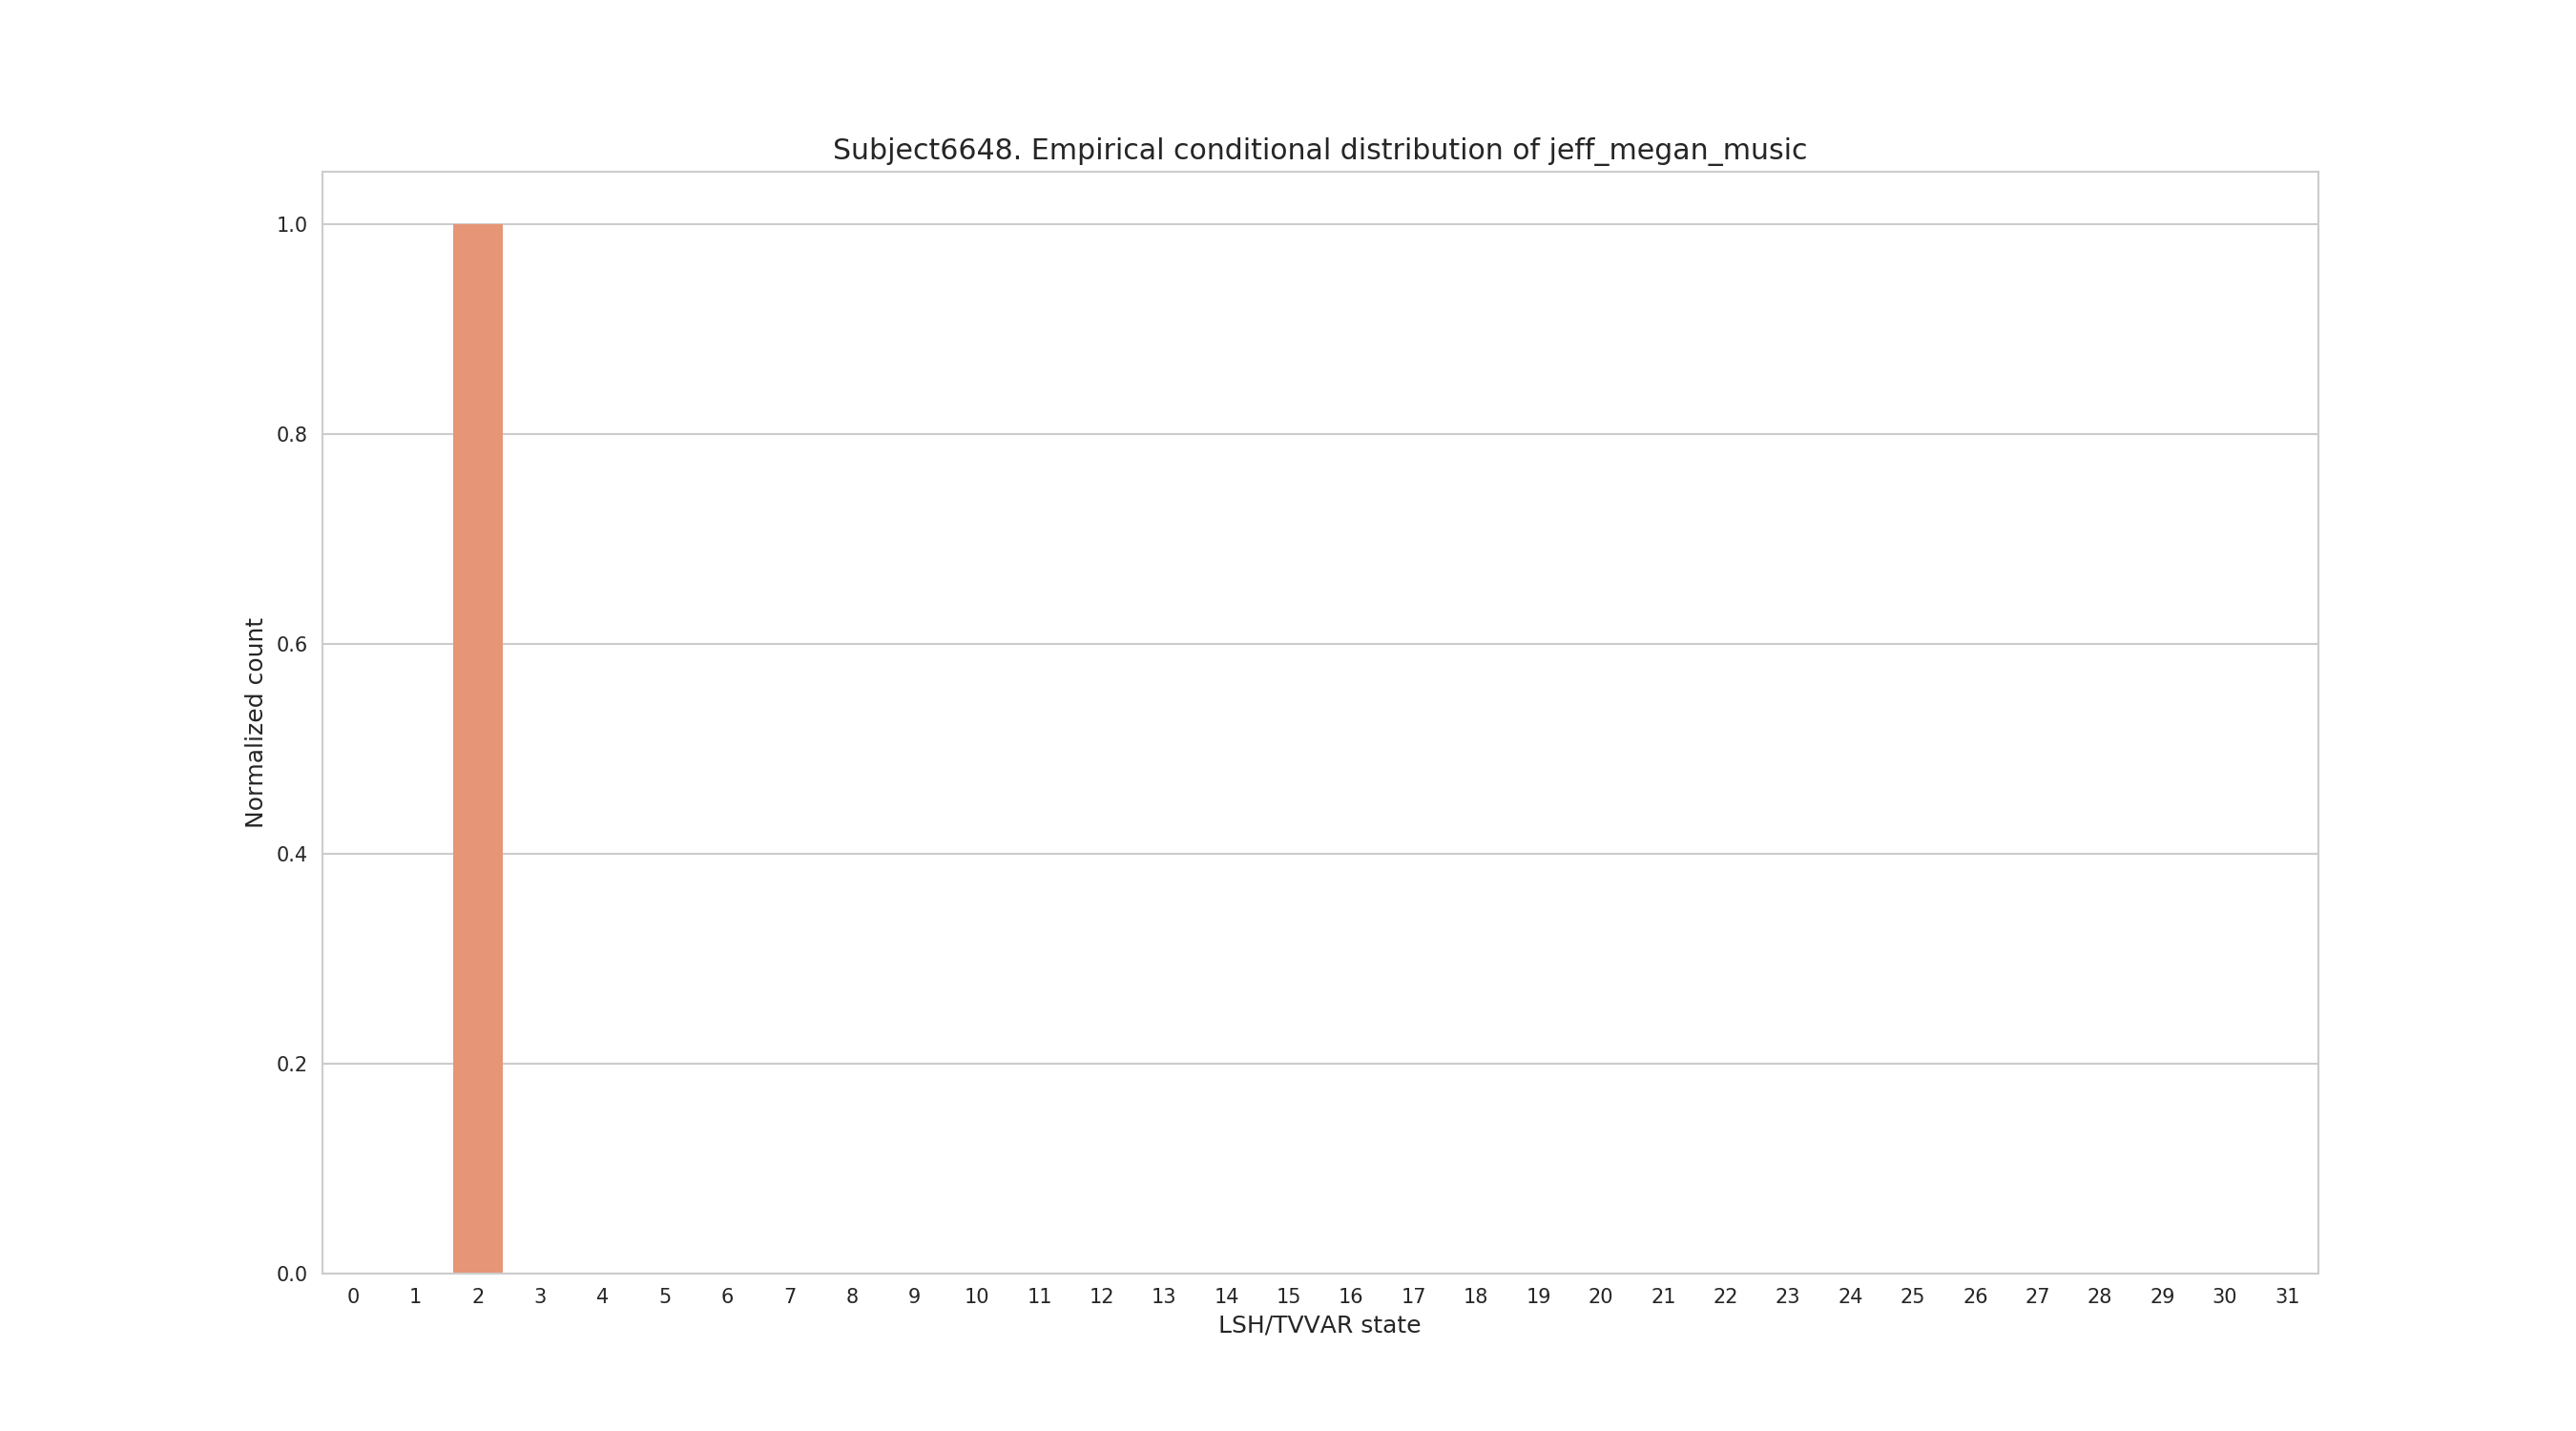 Subject6648. Empirical conditional distribution of jeff_megan_music
1.0
0.8
0.6
0.4
0.2
0.0
Normalized count
0 1 2 3 4 5 6 7 8 9 10 11 12 13 14 15 16 17 18 19 20 21 22 23 24 25 26 27 28 29 30 31
LSH/TVVAR state